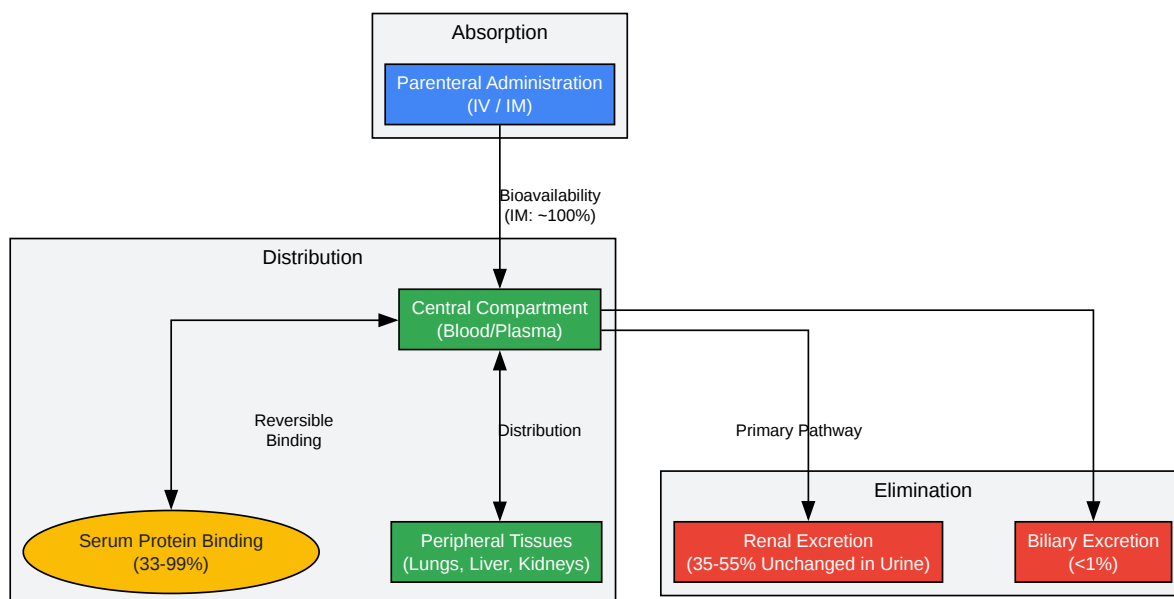 Absorption
Parenteral Administration
(IV / IM)
Bioavailability
(IM: ~100%)
Distribution
Central Compartment
(Blood/Plasma)
Reversible
Binding
Distribution
Primary Pathway
Elimination
Serum Protein Binding
(33-99%)
Peripheral Tissues
(Lungs, Liver, Kidneys)
Renal Excretion
(35-55% Unchanged in Urine)
Biliary Excretion
(<1%)